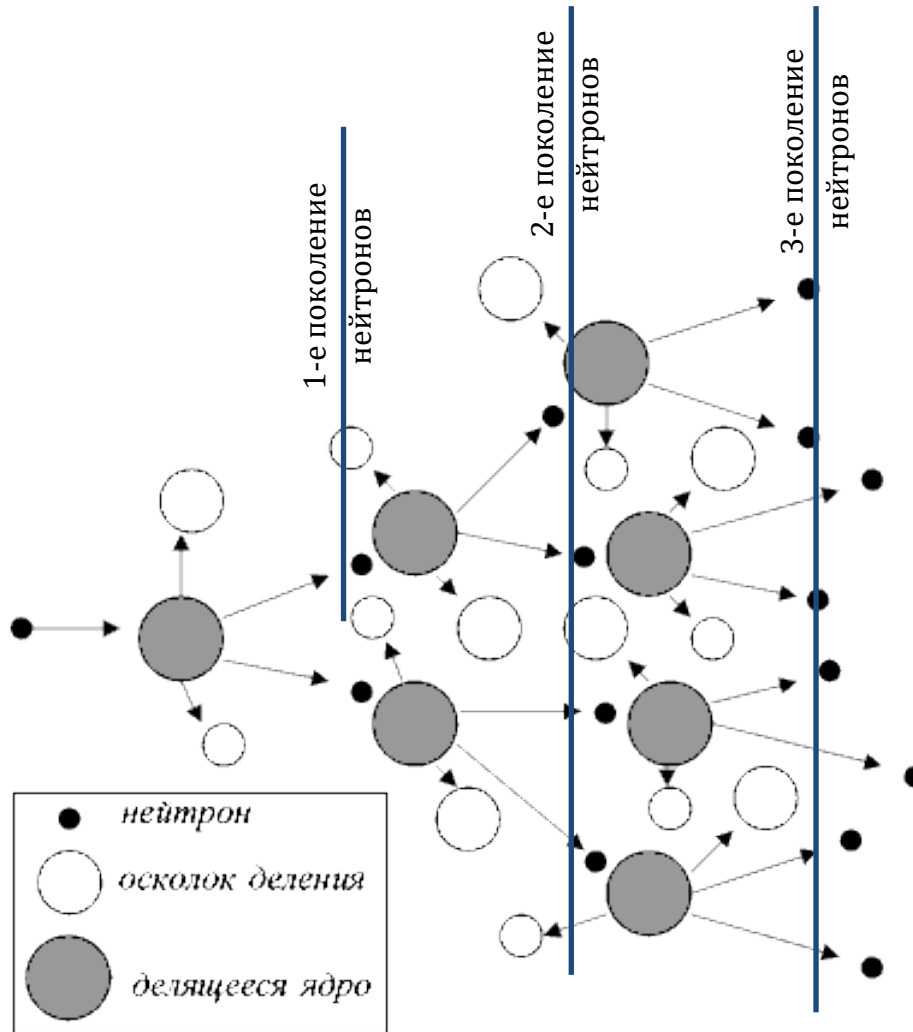 1-е поколение
нейтронов
2-е поколение
нейтронов
3-е поколение
нейтронов
нейтрон
осколок деления
делящееся ядро